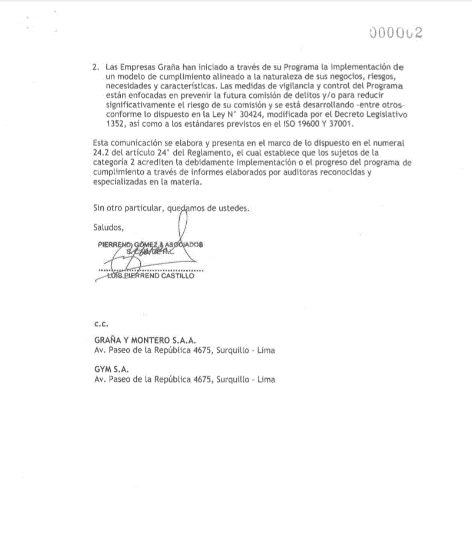 000002
2. Las Empresas Graña han iniciado a través de su Programa la implementación de
un modelo de cumplimiento alineado a la naturaleza de sus negocios, riesgos,
necesidades y características. Las medidas de vigilancia y control del Programa
están enfocadas en prevenir la futura comisión de delitos y/o para reducir
significativamente el riesgo de su comisión y se está desarrollando -entre otros-
conforme lo dispuesto en la Ley N° 30424, modificada por el Decreto Legislativo
1352, así como a los estándares previstos en el ISO 19600 Y 37001.
Esta comunicación se elabora y presenta en el marco de lo dispuesto en el numeral
24.2 del artículo 24° del Reglamento, el cual establece que los sujetos de la
categoría 2 acrediten la debidamente implementación o el progreso del programa de
cumplimiento a través de informes elaborados por auditoras reconocidas y
especializadas en la materia.
Sin otro particular, quedamos de ustedes.
Saludos,
PIERREND, GÓMEZ & ASOCIADOS
LUIS PIERREND CASTILLO
c.c.
GRAÑA Y MONTERO S.A.A.
Av. Paseo de la República 4675, Surquillo - Lima
GYM S.A.
Av. Paseo de la República 4675, Surquillo - Lima